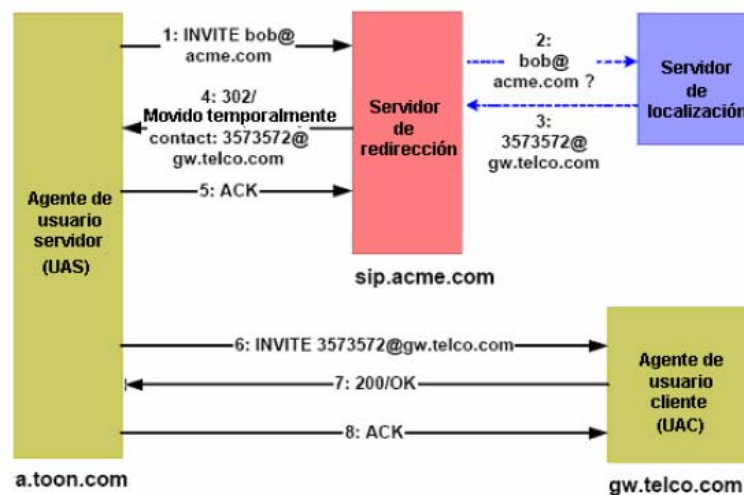 1: INVITE bob@
acme.com
2:
bob@
acme.com ?
Servidor
de
localización
4: 302/
Movido temporalmente
contact: 3573572@
gw.telco.com
Servidor
de
redirección
3:
3573572@
gw.telco.com
5: ACK
Agente de
usuario
servidor
(UAS)
sip.acme.com
6: INVITE 3573572@gw.telco.com
7: 200/OK
8: ACK
Agente de
usuario
cliente
(UAC)
a.toon.com
gw.telco.com